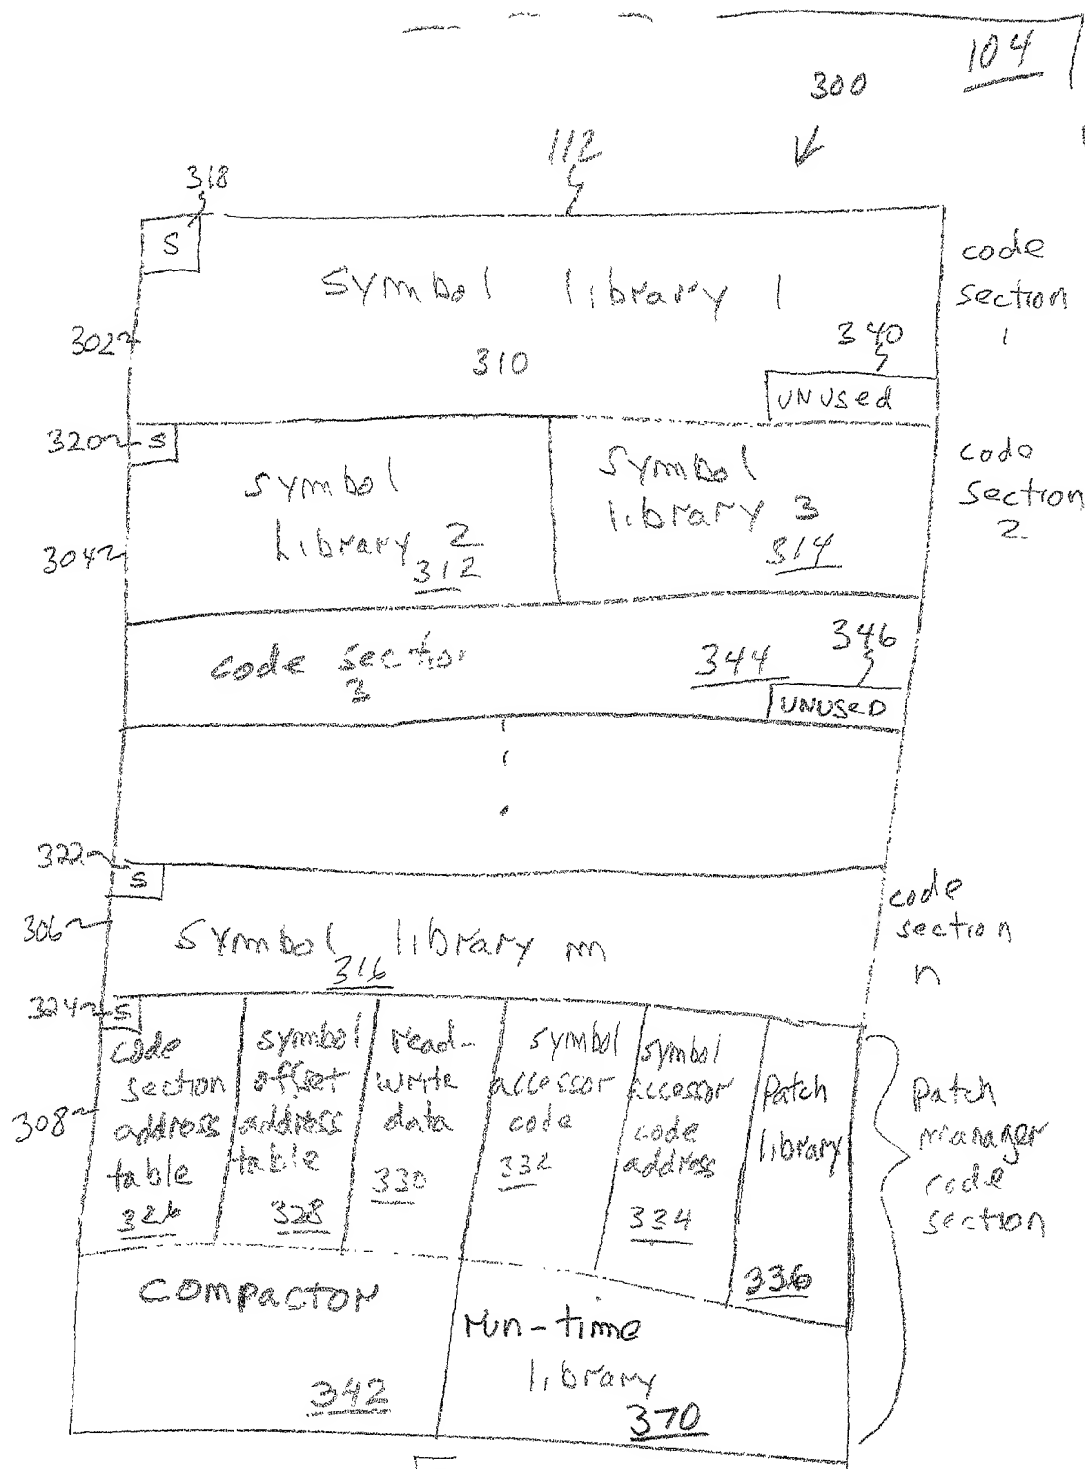 104
300
112
318
S
symbol library 1
code
section
1
302
310
340
UNUsed
320
S
symbol
library 2
312
symbol
library 3
314
code
section
2
304
code section
3
344
346
UNUSeD
322
S
306
symbol library m
316
code
section
n
324
S
308
code
section
address
table
326
symbol
offset
address
table
328
read-
write
data
330
symbol
accessor
code
332
symbol
accessor
code
address
334
Patch
library
336
patch
manager
code
section
compactor
342
run-time
library
370